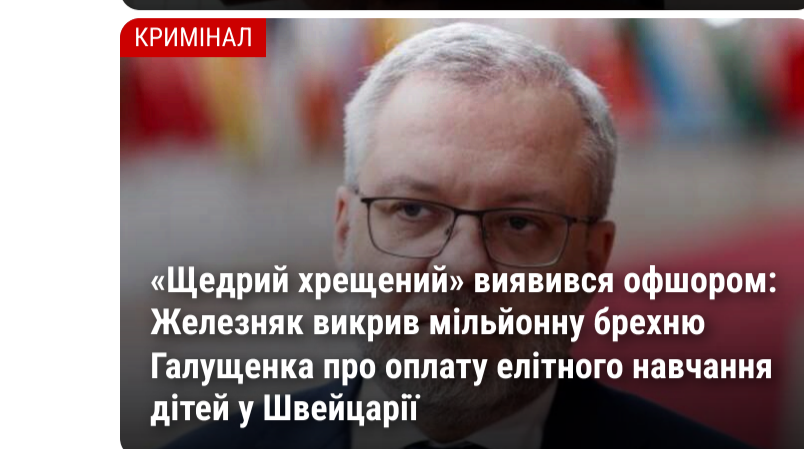 КРИМІНАЛ
«Щедрий хрещений» виявився офшором:
Железняк викрив мільйонну брехню
Галущенка про оплату елітного навчання
дітей у Швейцарії